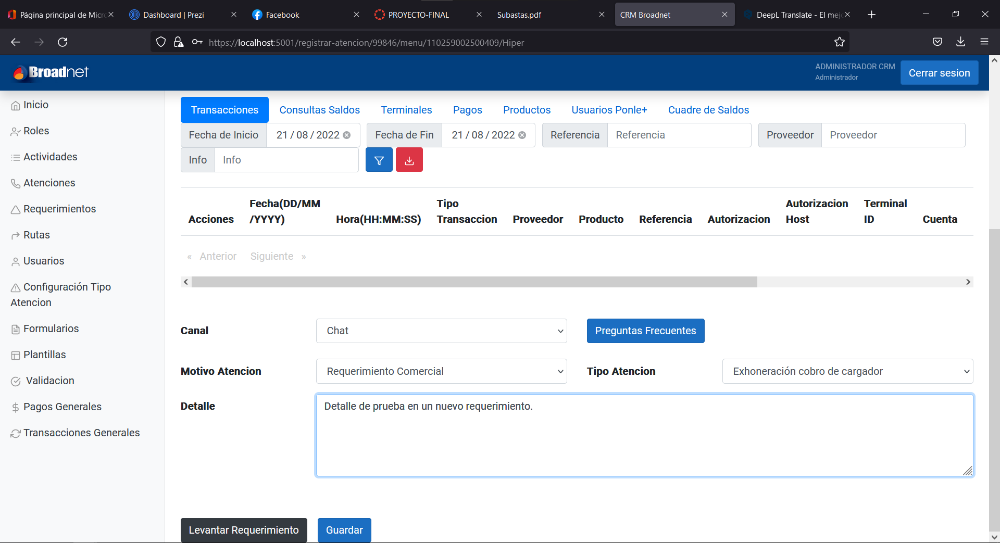 Página principal de Micro
Dashboard | Prezi
Facebook
PROYECTO-FINAL
Subastas.pdf
CRM Broadnet
DeepL Translate - El mejo
https://localhost:5001/registrar-atencion/99846/menu/110259002500409/Hiper
Broadnet
ADMINISTRADOR CRM
Administrador
Cerrar sesion
Inicio
Roles
Actividades
Atenciones
Requerimientos
Rutas
Usuarios
Configuración Tipo
Atencion
Formularios
Plantillas
Validacion
Pagos Generales
Transacciones Generales
Transacciones Consultas Saldos Terminales Pagos Productos Usuarios Ponle+ Cuadre de Saldos
Fecha de Inicio 21 / 08 / 2022 Fecha de Fin 21 / 08 / 2022 Referencia Referencia Proveedor Proveedor
Info Info
Acciones
Fecha(DD/MM
/YYYY)
Hora(HH:MM:SS)
Tipo
Transaccion
Proveedor
Producto
Referencia
Autorizacion
Autorizacion
Host
Terminal
ID
Cuenta
« Anterior Siguiente »
Canal Chat Preguntas Frecuentes
Motivo Atencion Requerimiento Comercial Tipo Atencion Exhoneración cobro de cargador
Detalle Detalle de prueba en un nuevo requerimiento.
Levantar Requerimiento Guardar